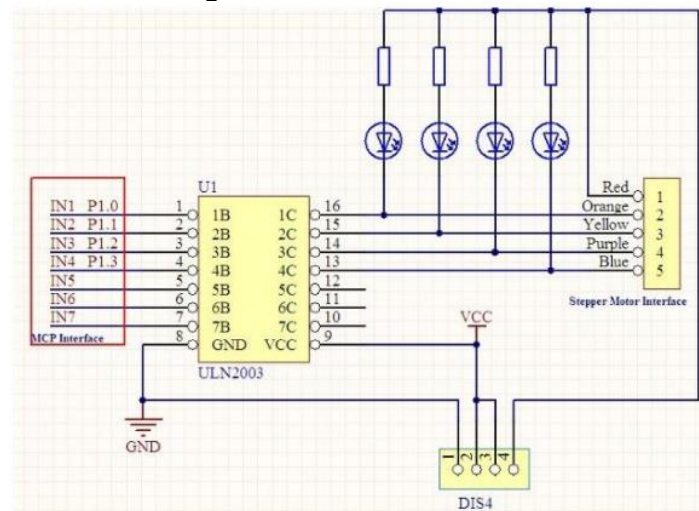 U1
IN1 P1.0 1 1B 1C 16
IN2 P1.1 2 2B 2C 15
IN3 P1.2 3 3B 3C 14
IN4 P1.3 4 4B 4C 13
IN5 5 5B 5C 12
IN6 6 6B 6C 11
IN7 7 7B 7C 10
MCP Interface 8 GND VCC 9
ULN2003
GND
VCC
Red 1
Orange 2
Yellow 3
Purple 4
Blue 5
Stepper Motor Interface
1 2 3 4
DIS4